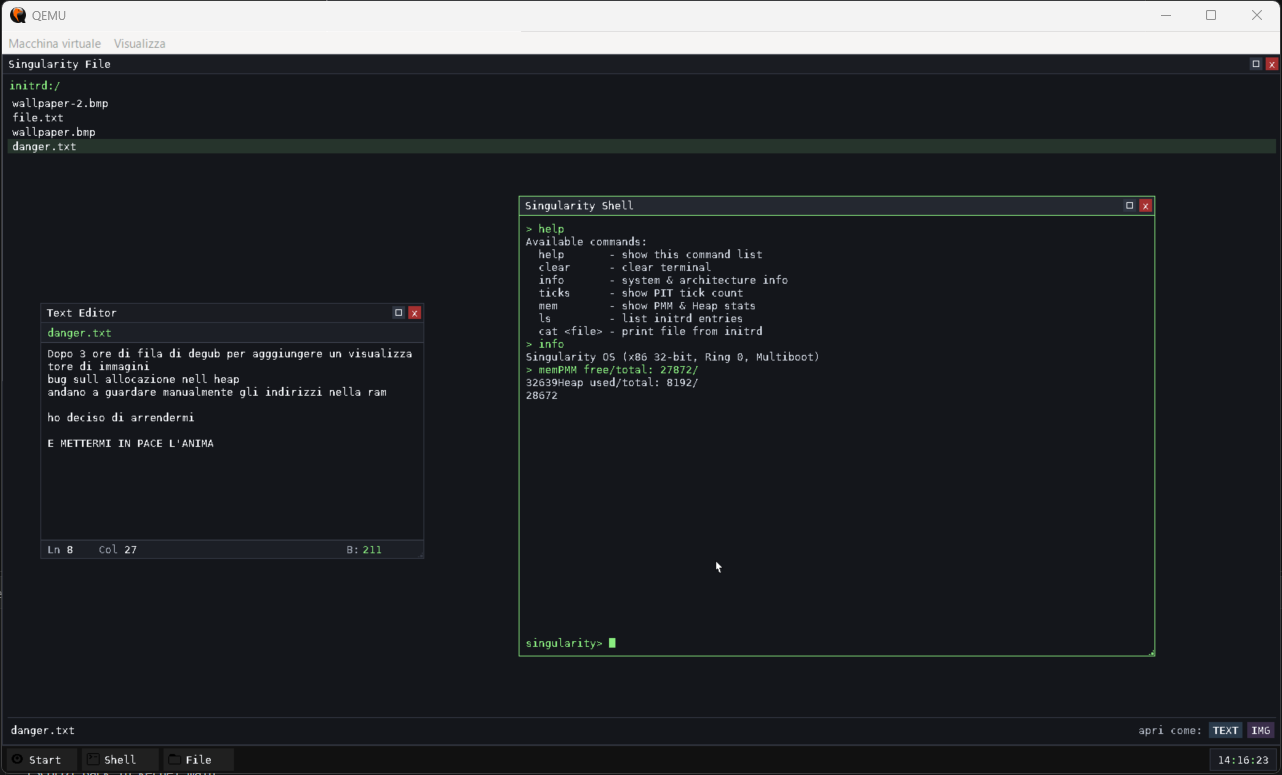 QEMU
Macchina virtuale Visualizza
Singularity File
x
initrd:/
wallpaper-2.bmp
file.txt
wallpaper.bmp
danger.txt
Singularity Shell
x
> help
Available commands:
help - show this command list
clear - clear terminal
info - system & architecture info
ticks - show PIT tick count
mem - show PMM & Heap stats
ls - list initrd entries
cat <file> - print file from initrd
> info
Singularity OS (x86 32-bit, Ring 0, Multiboot)
> memPMM free/total: 27872/
32639Heap used/total: 8192/
28672
singularity>
Text Editor
x
danger.txt
Dopo 3 ore di fila di degub per agggiungere un visualizza
tore di immagini
bug sull allocazione nell heap
andano a guardare manualmente gli indirizzi nella ram
ho deciso di arrendermi
E METTERMI IN PACE L'ANIMA
Ln 8 Col 27 B: 211
danger.txt
apri come: TEXT IMG
Start Shell File
14:16:23